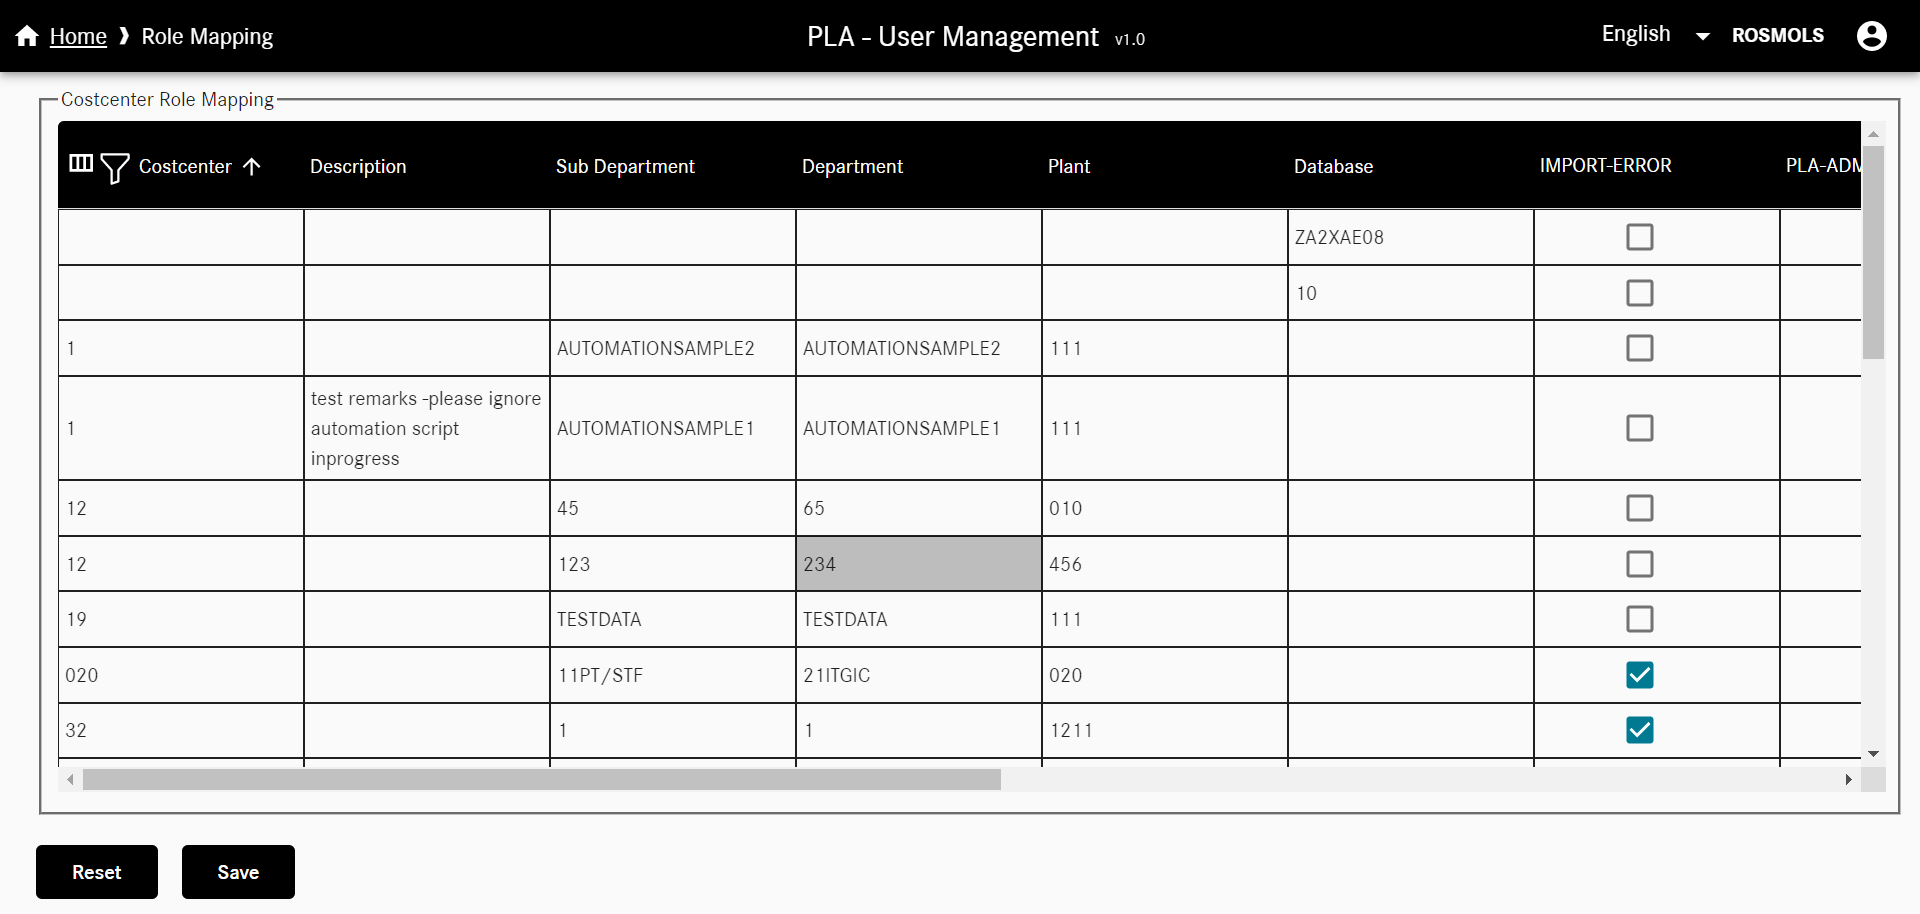 Home ❱ Role Mapping
PLA - User Management v1.0
English
ROSMOLS
Costcenter Role Mapping
Costcenter Description Sub Department Department Plant Database IMPORT-ERROR PLA-ADM
ZA2XAE08
10
1 AUTOMATIONSAMPLE2 AUTOMATIONSAMPLE2 111
1 test remarks -please ignore automation script inprogress AUTOMATIONSAMPLE1 AUTOMATIONSAMPLE1 111
12 45 65 010
12 123 234 456
19 TESTDATA TESTDATA 111
020 11PT/STF 21ITGIC 020
32 1 1 1211
Reset Save